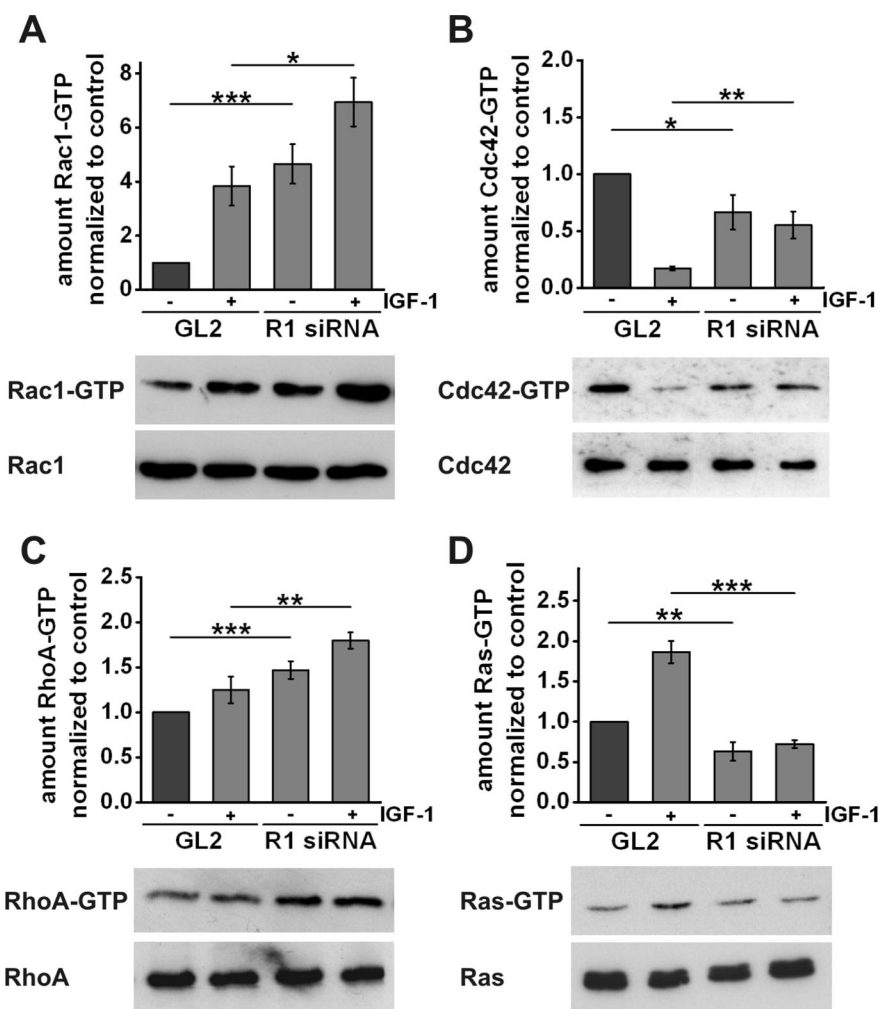 A
amount Rac1-GTP
normalized to control
8
6
4
2
0
*
***
- + - + IGF-1
GL2 R1 siRNA
Rac1-GTP
Rac1
B
amount Cdc42-GTP
normalized to control
2.0
1.5
1.0
0.5
0.0
**
*
- + - + IGF-1
GL2 R1 siRNA
Cdc42-GTP
Cdc42
C
amount RhoA-GTP
normalized to control
2.5
2.0
1.5
1.0
0.5
0.0
**
***
- + - + IGF-1
GL2 R1 siRNA
RhoA-GTP
RhoA
D
amount Ras-GTP
normalized to control
2.5
2.0
1.5
1.0
0.5
0.0
***
**
- + - + IGF-1
GL2 R1 siRNA
Ras-GTP
Ras